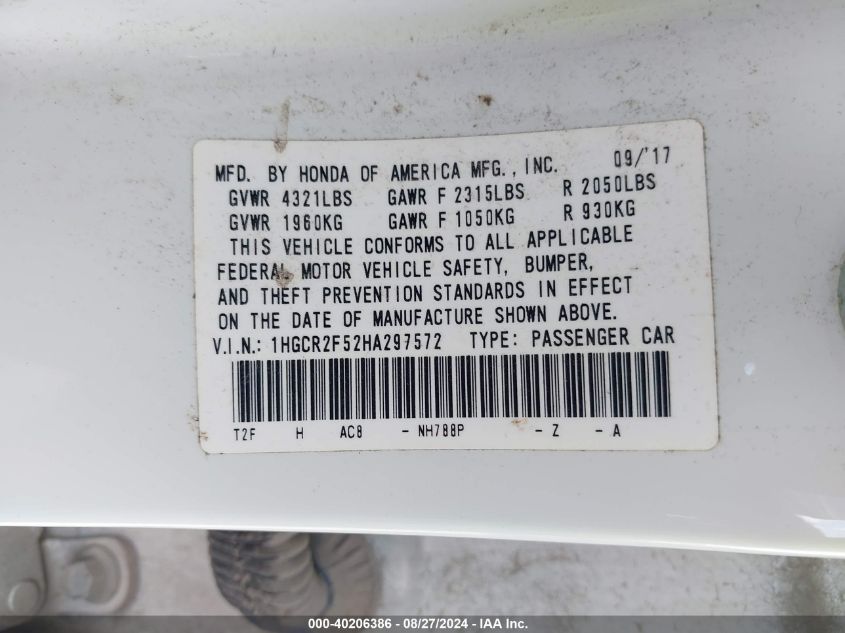 MFD. BY HONDA OF AMERICA MFG., INC. 09/'17
GVWR 4321LBS GAWR F 2315LBS R 2050LBS
GVWR 1960KG GAWR F 1050KG R 930KG
THIS VEHICLE CONFORMS TO ALL APPLICABLE
FEDERAL MOTOR VEHICLE SAFETY, BUMPER,
AND THEFT PREVENTION STANDARDS IN EFFECT
ON THE DATE OF MANUFACTURE SHOWN ABOVE.
V.I.N.: 1HGCR2F52HA297572 TYPE: PASSENGER CAR
T2F H AC8 - NH788P - Z - A
000-40206386 - 08/27/2024 - IAA Inc.